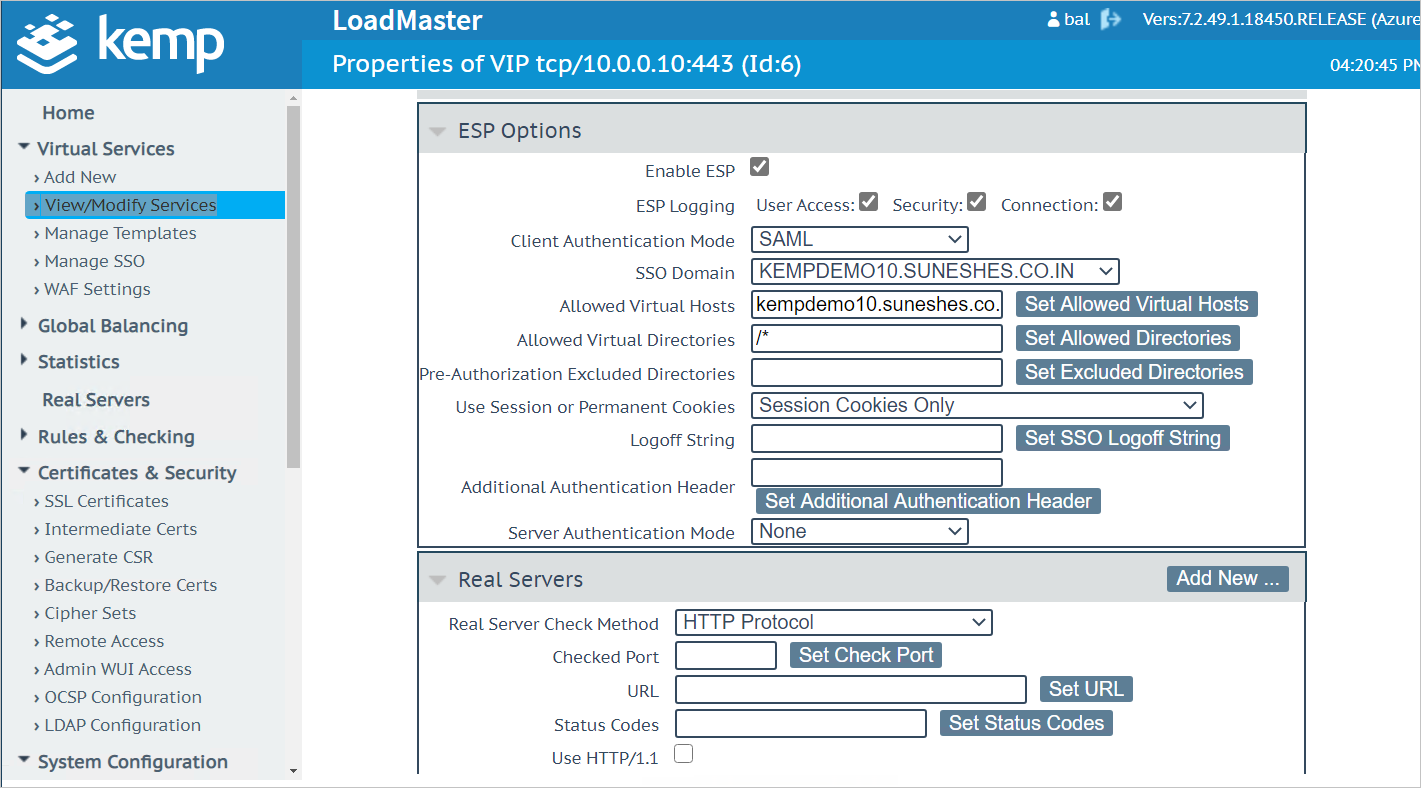 kemp
LoadMaster
bal
Vers:7.2.49.1.18450.RELEASE (Azure
Properties of VIP tcp/10.0.0.10:443 (Id:6)
04:20:45 PM
Home
Virtual Services
› Add New
› View/Modify Services
› Manage Templates
› Manage SSO
› WAF Settings
Global Balancing
Statistics
Real Servers
Rules & Checking
Certificates & Security
› SSL Certificates
› Intermediate Certs
› Generate CSR
› Backup/Restore Certs
› Cipher Sets
› Remote Access
› Admin WUI Access
› OCSP Configuration
› LDAP Configuration
System Configuration
ESP Options
Enable ESP
ESP Logging User Access: Security: Connection:
Client Authentication Mode SAML
SSO Domain KEMPDEMO10.SUNESHES.CO.IN
Allowed Virtual Hosts kempdemo10.suneshes.co. Set Allowed Virtual Hosts
Allowed Virtual Directories /* Set Allowed Directories
Pre-Authorization Excluded Directories Set Excluded Directories
Use Session or Permanent Cookies Session Cookies Only
Logoff String Set SSO Logoff String
Additional Authentication Header
Set Additional Authentication Header
Server Authentication Mode None
Real Servers Add New ...
Real Server Check Method HTTP Protocol
Checked Port Set Check Port
URL Set URL
Status Codes Set Status Codes
Use HTTP/1.1